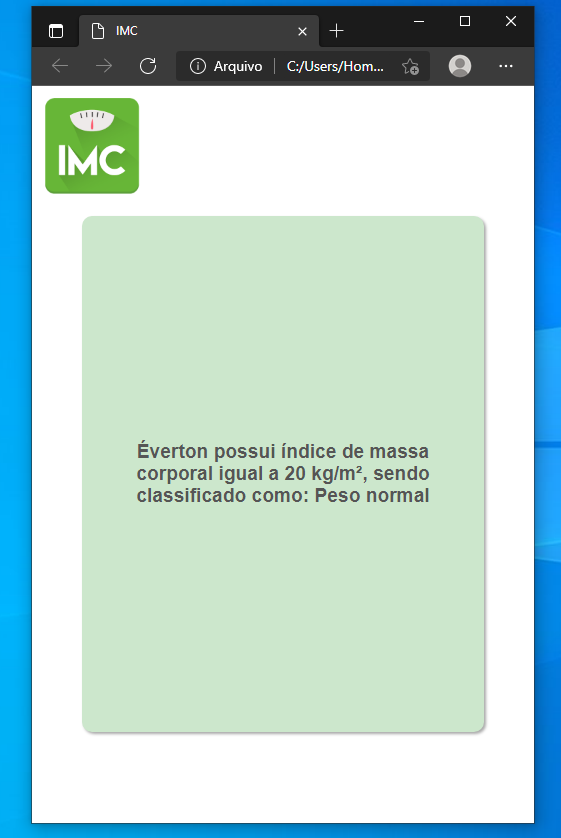 IMC
Arquivo C:/Users/Hom...
IMC
Éverton possui índice de massa
corporal igual a 20 kg/m², sendo
classificado como: Peso normal